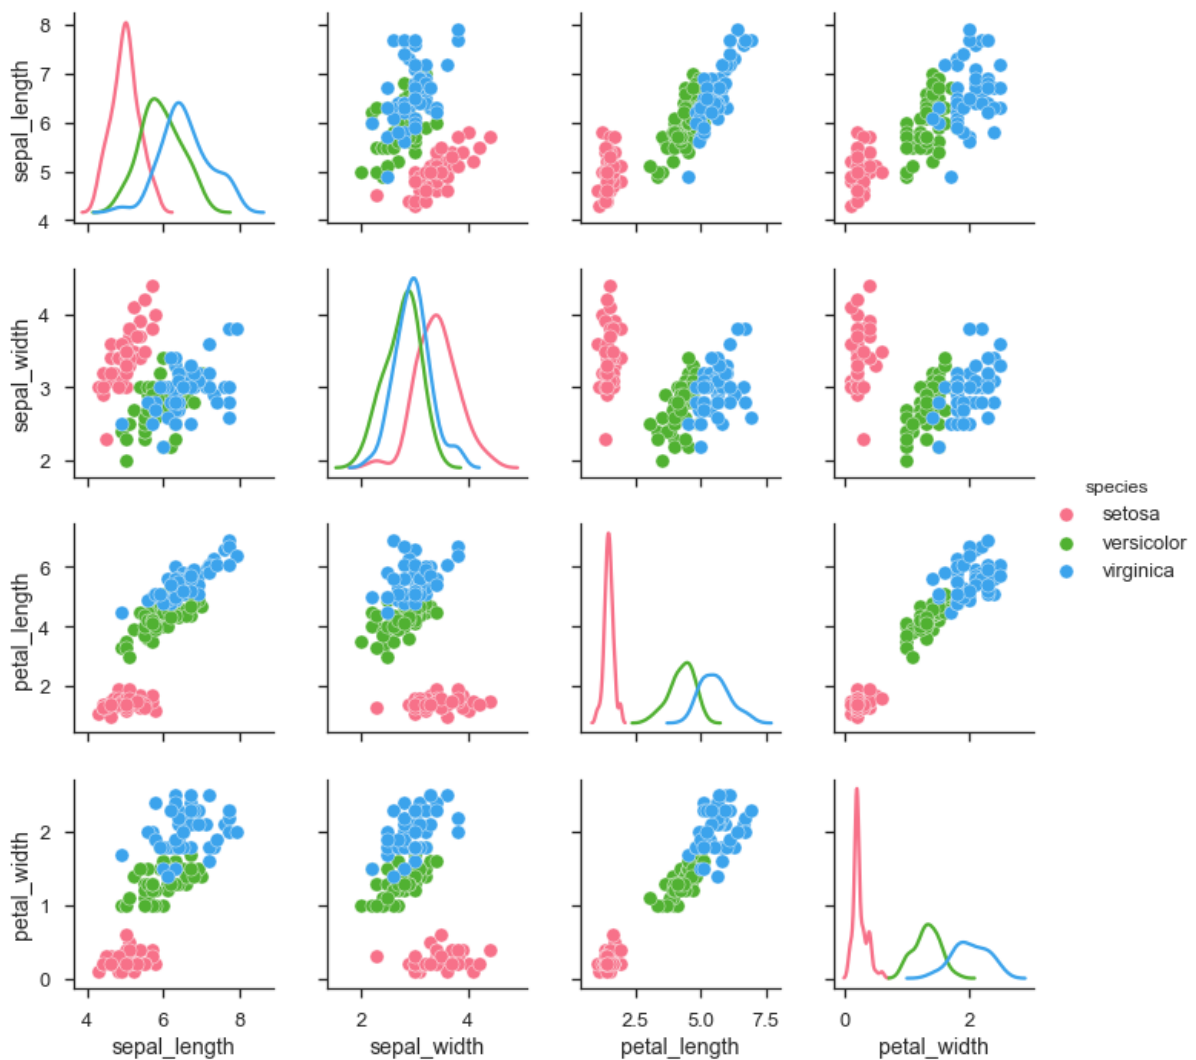 8
7
6
5
4
sepal_length
4
3
2
sepal_width
species
setosa
versicolor
virginica
6
4
2
petal_length
2
1
0
petal_width
4 6 8 2 4 2.5 5.0 7.5 0 2
sepal_length sepal_width petal_length petal_width